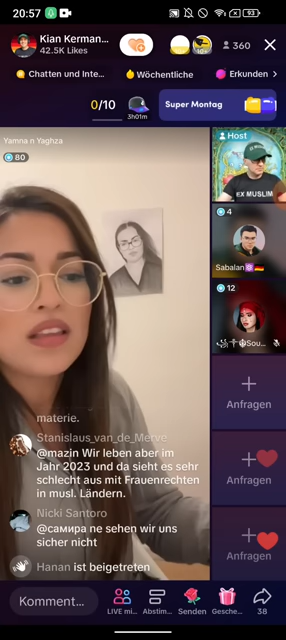 20:57
93
Kian Kerman...
42.5K Likes
10+
360
Chatten und Inte...
Wöchentliche
Erkunden
0/10
3h01m
Super Montag
Yamna n Yaghza
80
Host
EX MUSLIM
4
Sabalan
12
Sou...
Anfragen
Anfragen
Anfragen
materie.
Stanislaus_van_de_Merve
@mazin Wir leben aber im
Jahr 2023 und da sieht es sehr
schlecht aus mit Frauenrechten
in musl. Ländern.
Nicki Santoro
@самира ne sehen wir uns
sicher nicht
Hanan ist beigetreten
Komment...
LIVE mi...
Abstim...
Senden
Gesche...
38